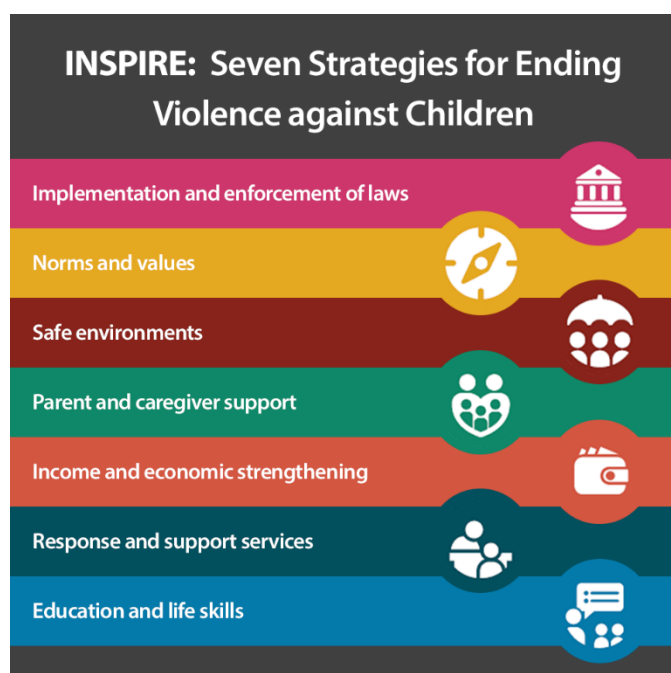 INSPIRE: Seven Strategies for Ending
Violence against Children
Implementation and enforcement of laws
Norms and values
Safe environments
Parent and caregiver support
Income and economic strengthening
Response and support services
Education and life skills